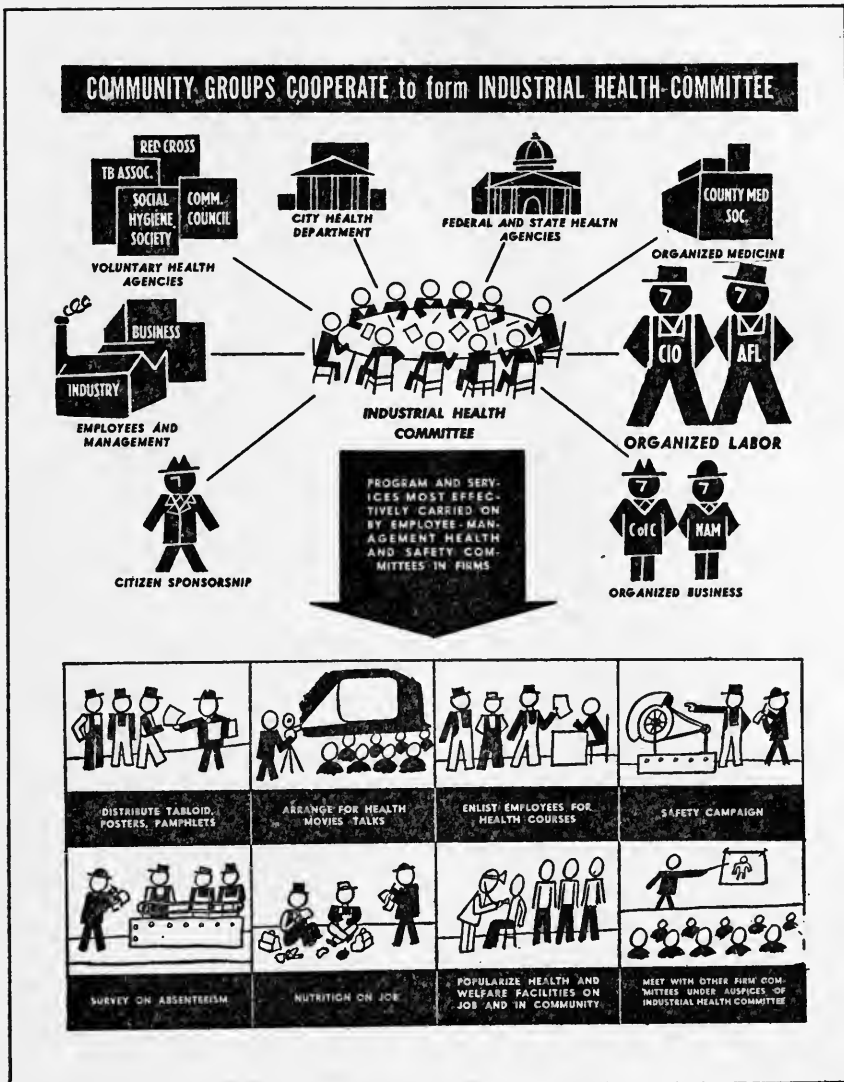 COMMUNITY GROUPS COOPERATE to form INDUSTRIAL HEALTH COMMITTEE
RED CROSS
TB ASSOC.
SOCIAL
HYGIENE
SOCIETY
COMM.
COUNCIL
VOLUNTARY HEALTH
AGENCIES
CITY HEALTH
DEPARTMENT
FEDERAL AND STATE HEALTH
AGENCIES
COUNTY MED
SOC.
ORGANIZED MEDICINE
BUSINESS
INDUSTRY
EMPLOYEES AND
MANAGEMENT
INDUSTRIAL HEALTH
COMMITTEE
CIO
AFL
ORGANIZED LABOR
CITIZEN SPONSORSHIP
PROGRAM AND SERV-
ICES MOST EFFEC-
TIVELY CARRIED ON
BY EMPLOYEE-MAN-
AGEMENT HEALTH
AND SAFETY COM-
MITTEES IN FIRMS
C of C
NAM
ORGANIZED BUSINESS
DISTRIBUTE TABLOID,
POSTERS, PAMPHLETS
ARRANGE FOR HEALTH
MOVIES TALKS
ENLIST EMPLOYEES FOR
HEALTH COURSES
SAFETY CAMPAIGN
SURVEY ON ABSENTEEISM
NUTRITION ON JOB
POPULARIZE HEALTH AND
WELFARE FACILITIES ON
JOB AND IN COMMUNITY
MEET WITH OTHER FIRM COM-
MITTEES UNDER AUSPICES OF
INDUSTRIAL HEALTH COMMITTEE